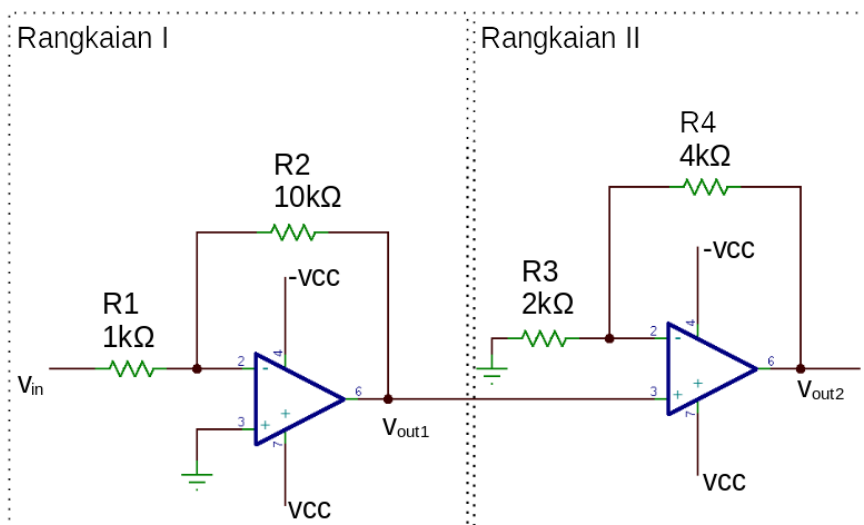 Rangkaian I
R2
10kΩ
-VCC
R1
1kΩ
Vin
2
-
4
3
+
+
7
6
Vout1
VCC
Rangkaian II
R4
4kΩ
-VCC
R3
2kΩ
2
-
4
3
+
+
7
6
Vout2
VCC